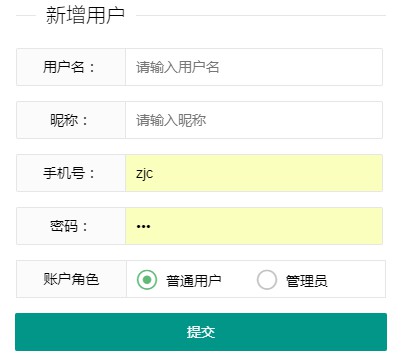 新增用户
用户名： 请输入用户名
昵称： 请输入昵称
手机号： zjc
密码： •••
账户角色 普通用户 管理员
提交